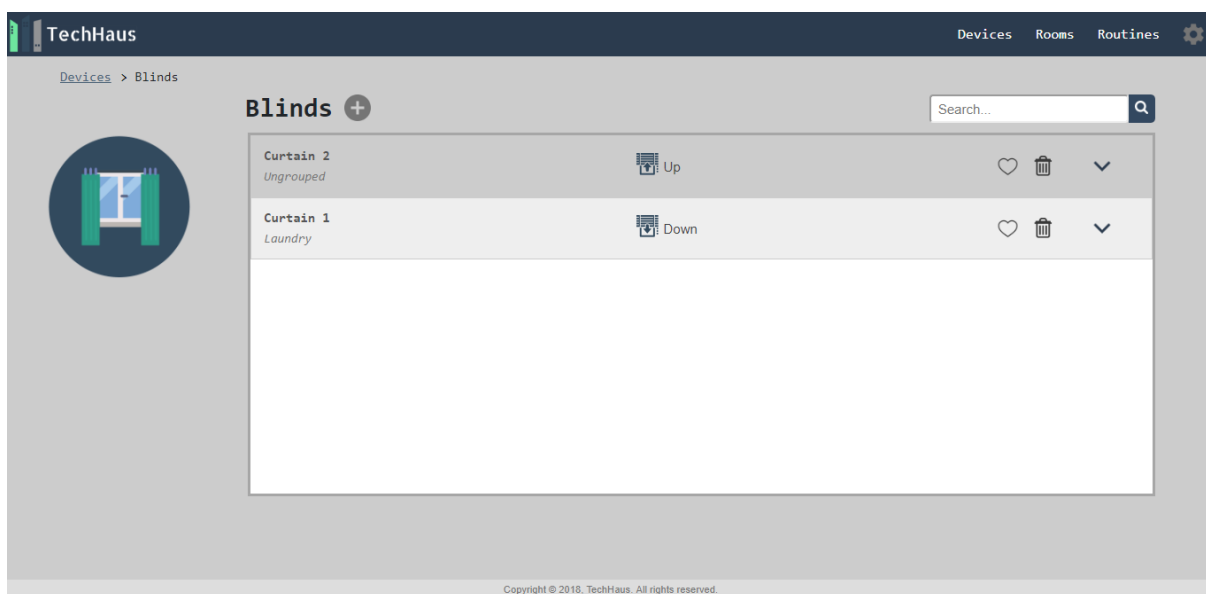 TechHaus
Devices Rooms Routines
Devices > Blinds
Blinds
Search...
Curtain 2
Ungrouped
Up
Curtain 1
Laundry
Down
Copyright © 2018, TechHaus. All rights reserved.